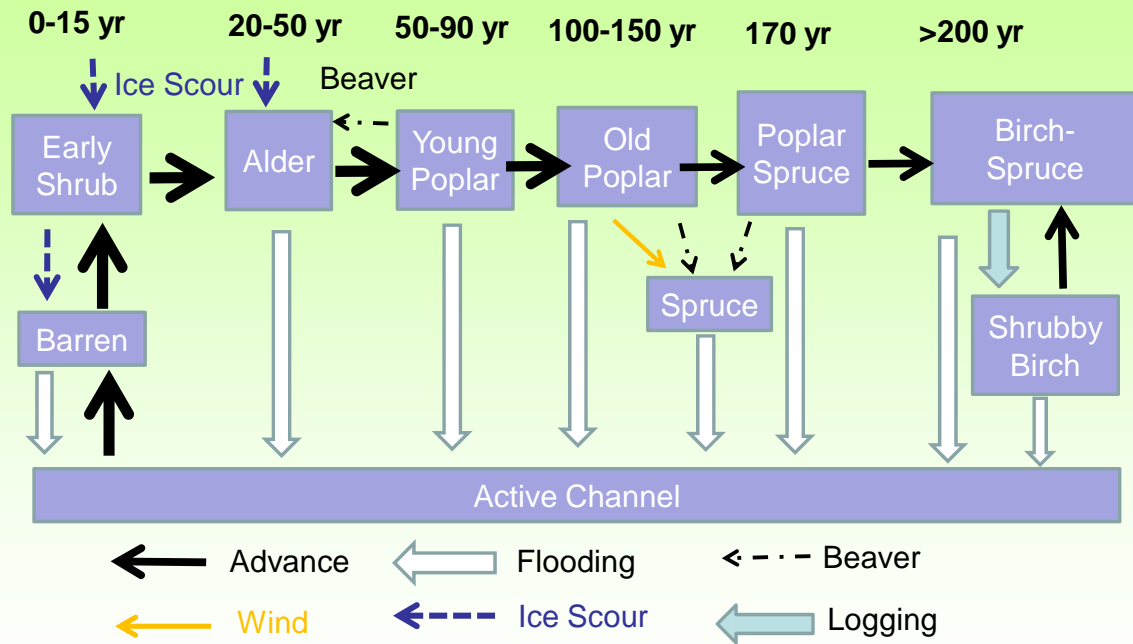 0-15 yr
20-50 yr
50-90 yr
100-150 yr
170 yr
>200 yr
Ice Scour
Beaver
Early
Shrub
Alder
Young
Poplar
Old
Poplar
Poplar
Spruce
Birch-
Spruce
Barren
Spruce
Shrubby
Birch
Active Channel
Advance
Flooding
Beaver
Wind
Ice Scour
Logging